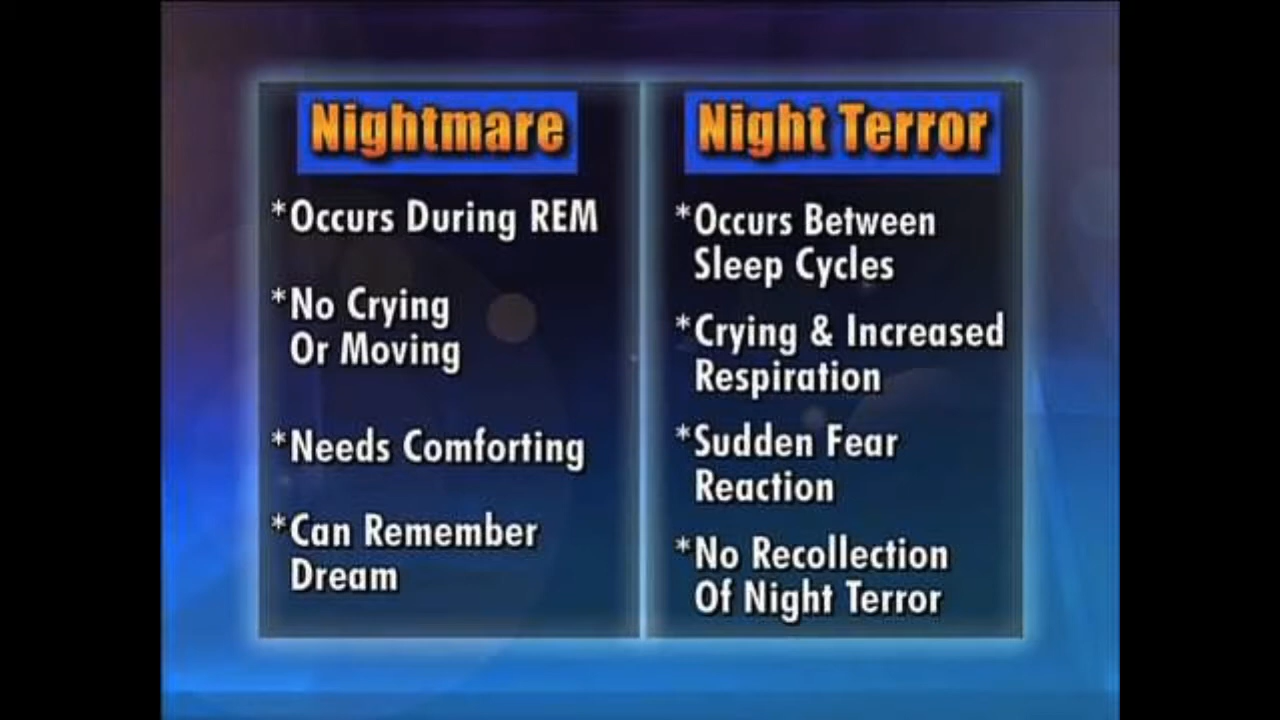 Nightmare
*Occurs During REM
*No Crying
Or Moving
*Needs Comforting
*Can Remember
Dream
Night Terror
*Occurs Between
Sleep Cycles
*Crying & Increased
Respiration
*Sudden Fear
Reaction
*No Recollection
Of Night Terror